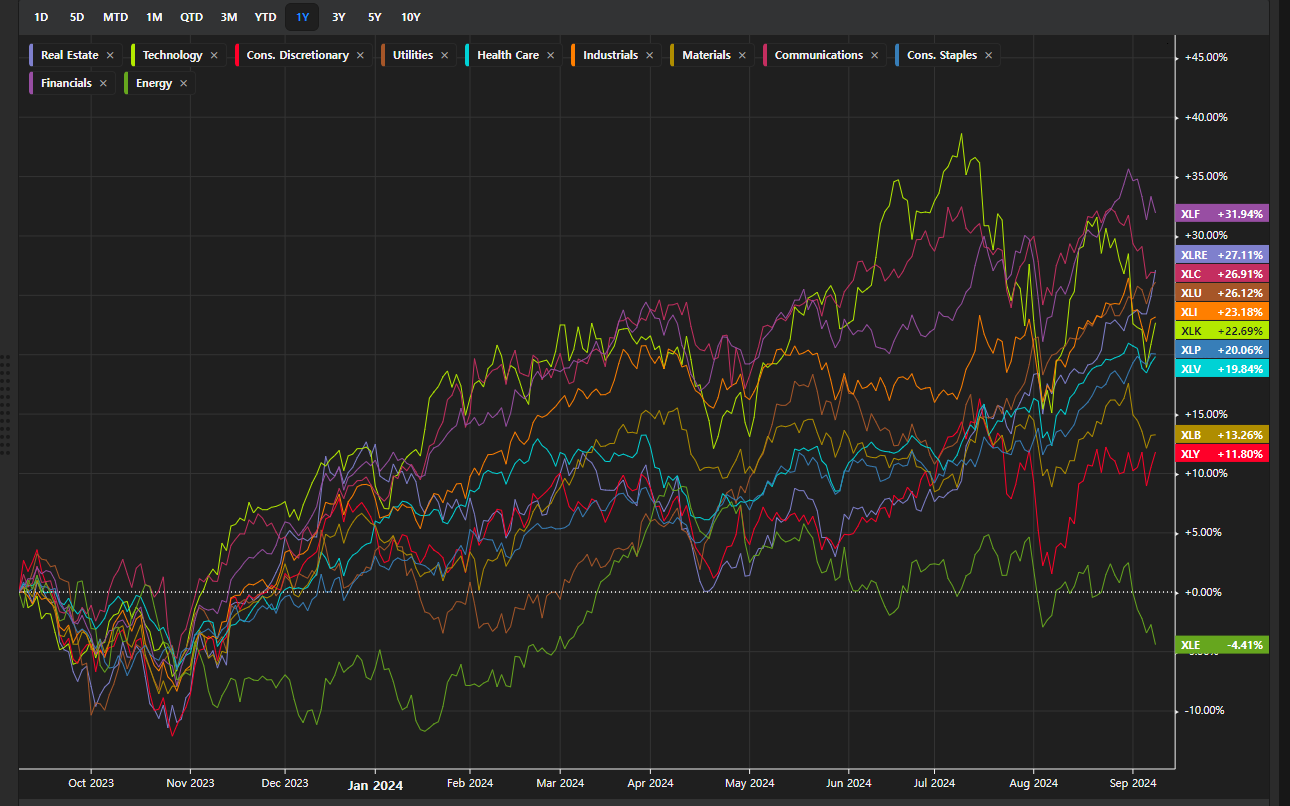 1D 5D MTD 1M QTD 3M YTD 1Y 3Y 5Y 10Y
Real Estate × Technology × Cons. Discretionary × Utilities × Health Care × Industrials × Materials × Communications × Cons. Staples ×
Financials × Energy ×
+45.00%
+40.00%
+35.00%
XLF +31.94%
+30.00%
XLRE +27.11%
XLC +26.91%
XLU +26.12%
XLI +23.18%
XLK +22.69%
XLP +20.06%
XLV +19.84%
+15.00%
XLB +13.26%
XLY +11.80%
+10.00%
+5.00%
+0.00%
XLE -4.41%
-10.00%
Oct 2023 Nov 2023 Dec 2023 Jan 2024 Feb 2024 Mar 2024 Apr 2024 May 2024 Jun 2024 Jul 2024 Aug 2024 Sep 2024